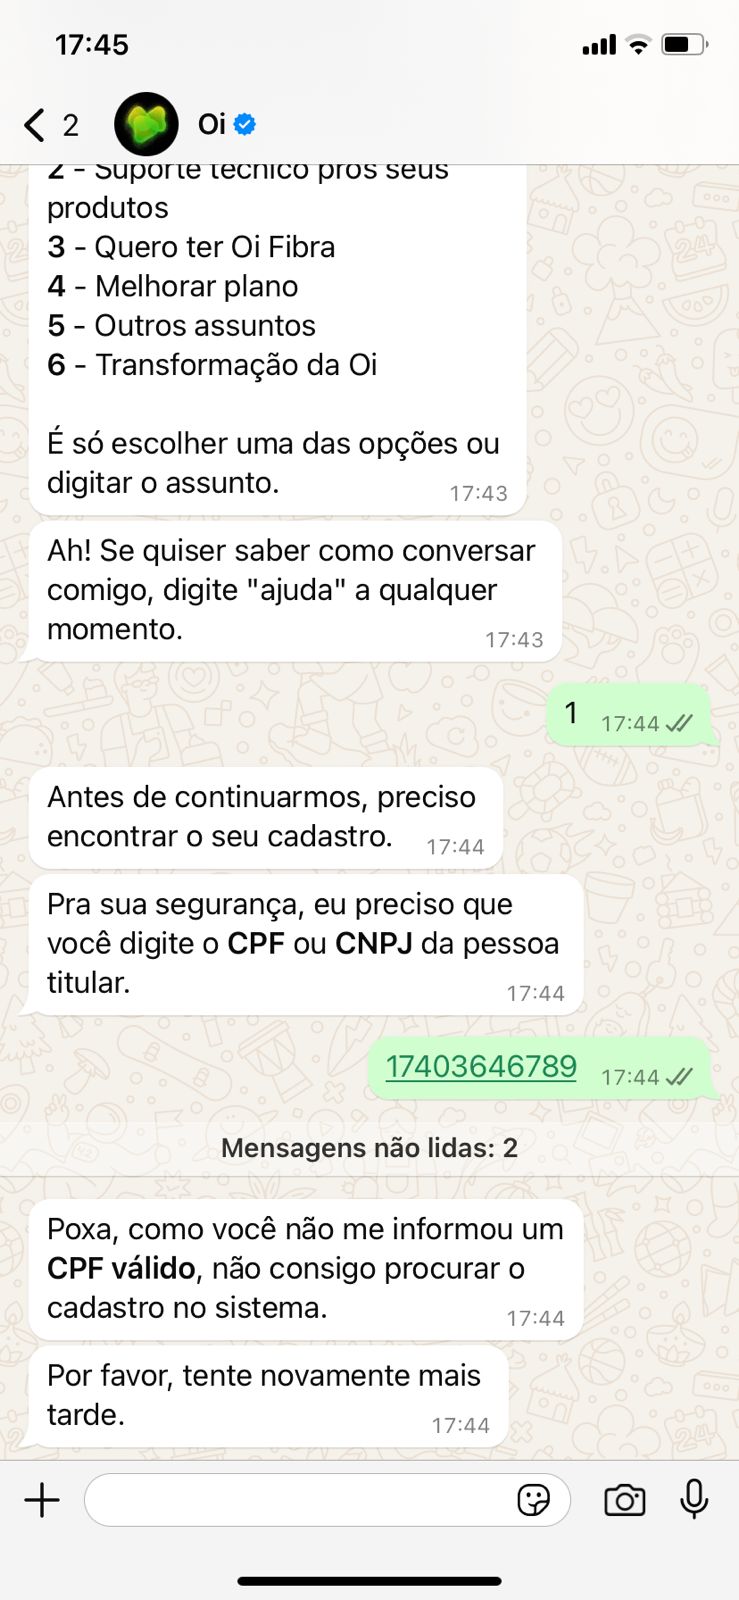 17:45
2
Oi
2 - Suporte técnico pros seus
produtos
3 - Quero ter Oi Fibra
4 - Melhorar plano
5 - Outros assuntos
6 - Transformação da Oi
É só escolher uma das opções ou
digitar o assunto.
17:43
Ah! Se quiser saber como conversar
comigo, digite "ajuda" a qualquer
momento.
17:43
1 17:44
Antes de continuarmos, preciso
encontrar o seu cadastro.
17:44
Pra sua segurança, eu preciso que
você digite o CPF ou CNPJ da pessoa
titular.
17:44
17403646789 17:44
Mensagens não lidas: 2
Poxa, como você não me informou um
CPF válido, não consigo procurar o
cadastro no sistema.
17:44
Por favor, tente novamente mais
tarde.
17:44